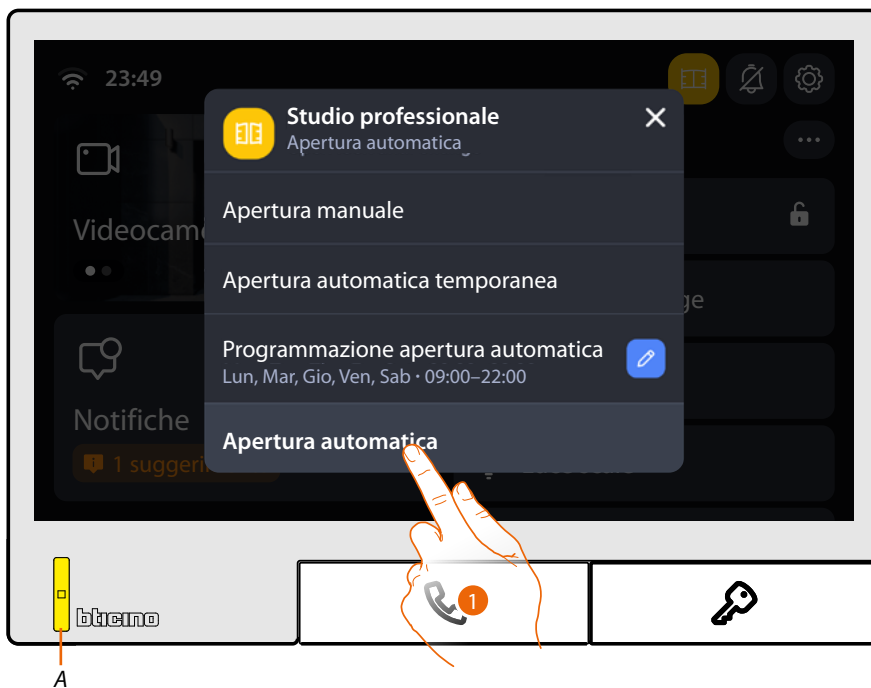 23:49
Studio professionale
Apertura automatica
Apertura manuale
Videocam
Apertura automatica temporanea
ge
Programmazione apertura automatica
Lun, Mar, Gio, Ven, Sab · 09:00–22:00
Notifiche
Apertura automatica
1 suggeri
1
bticino
A